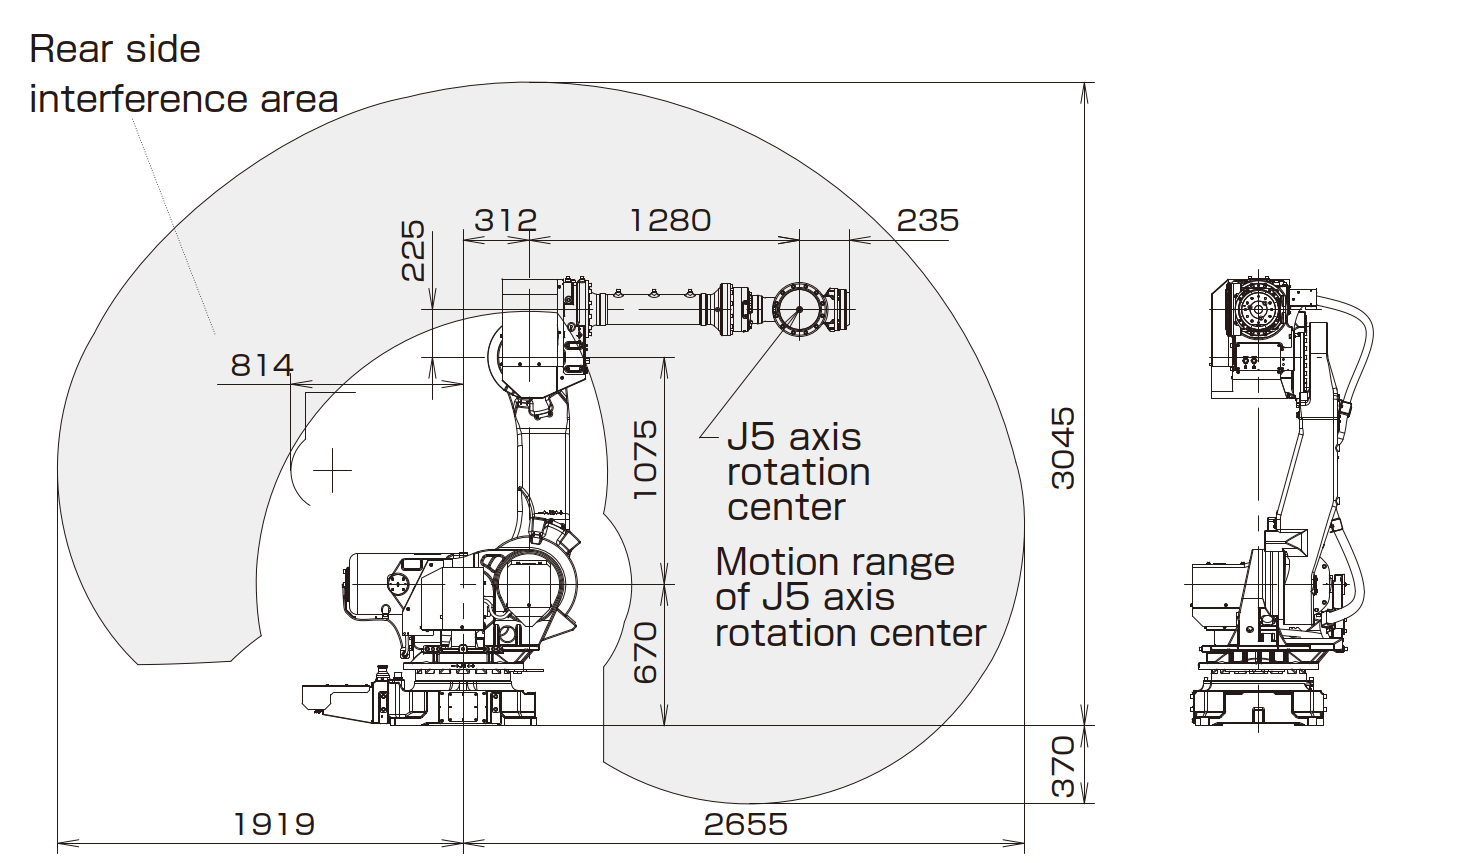 Rear side
interference area
312
1280
235
225
814
1075
3045
J5 axis
rotation
center
Motion range
of J5 axis
rotation center
670
370
1919
2655